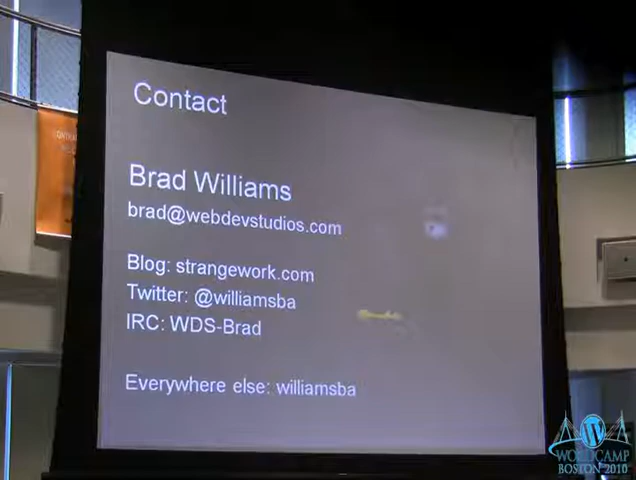 Contact
Brad Williams
brad@webdevstudios.com
Blog: strangework.com
Twitter: @williamsba
IRC: WDS-Brad
Everywhere else: williamsba
WORDCAMP
BOSTON 2010